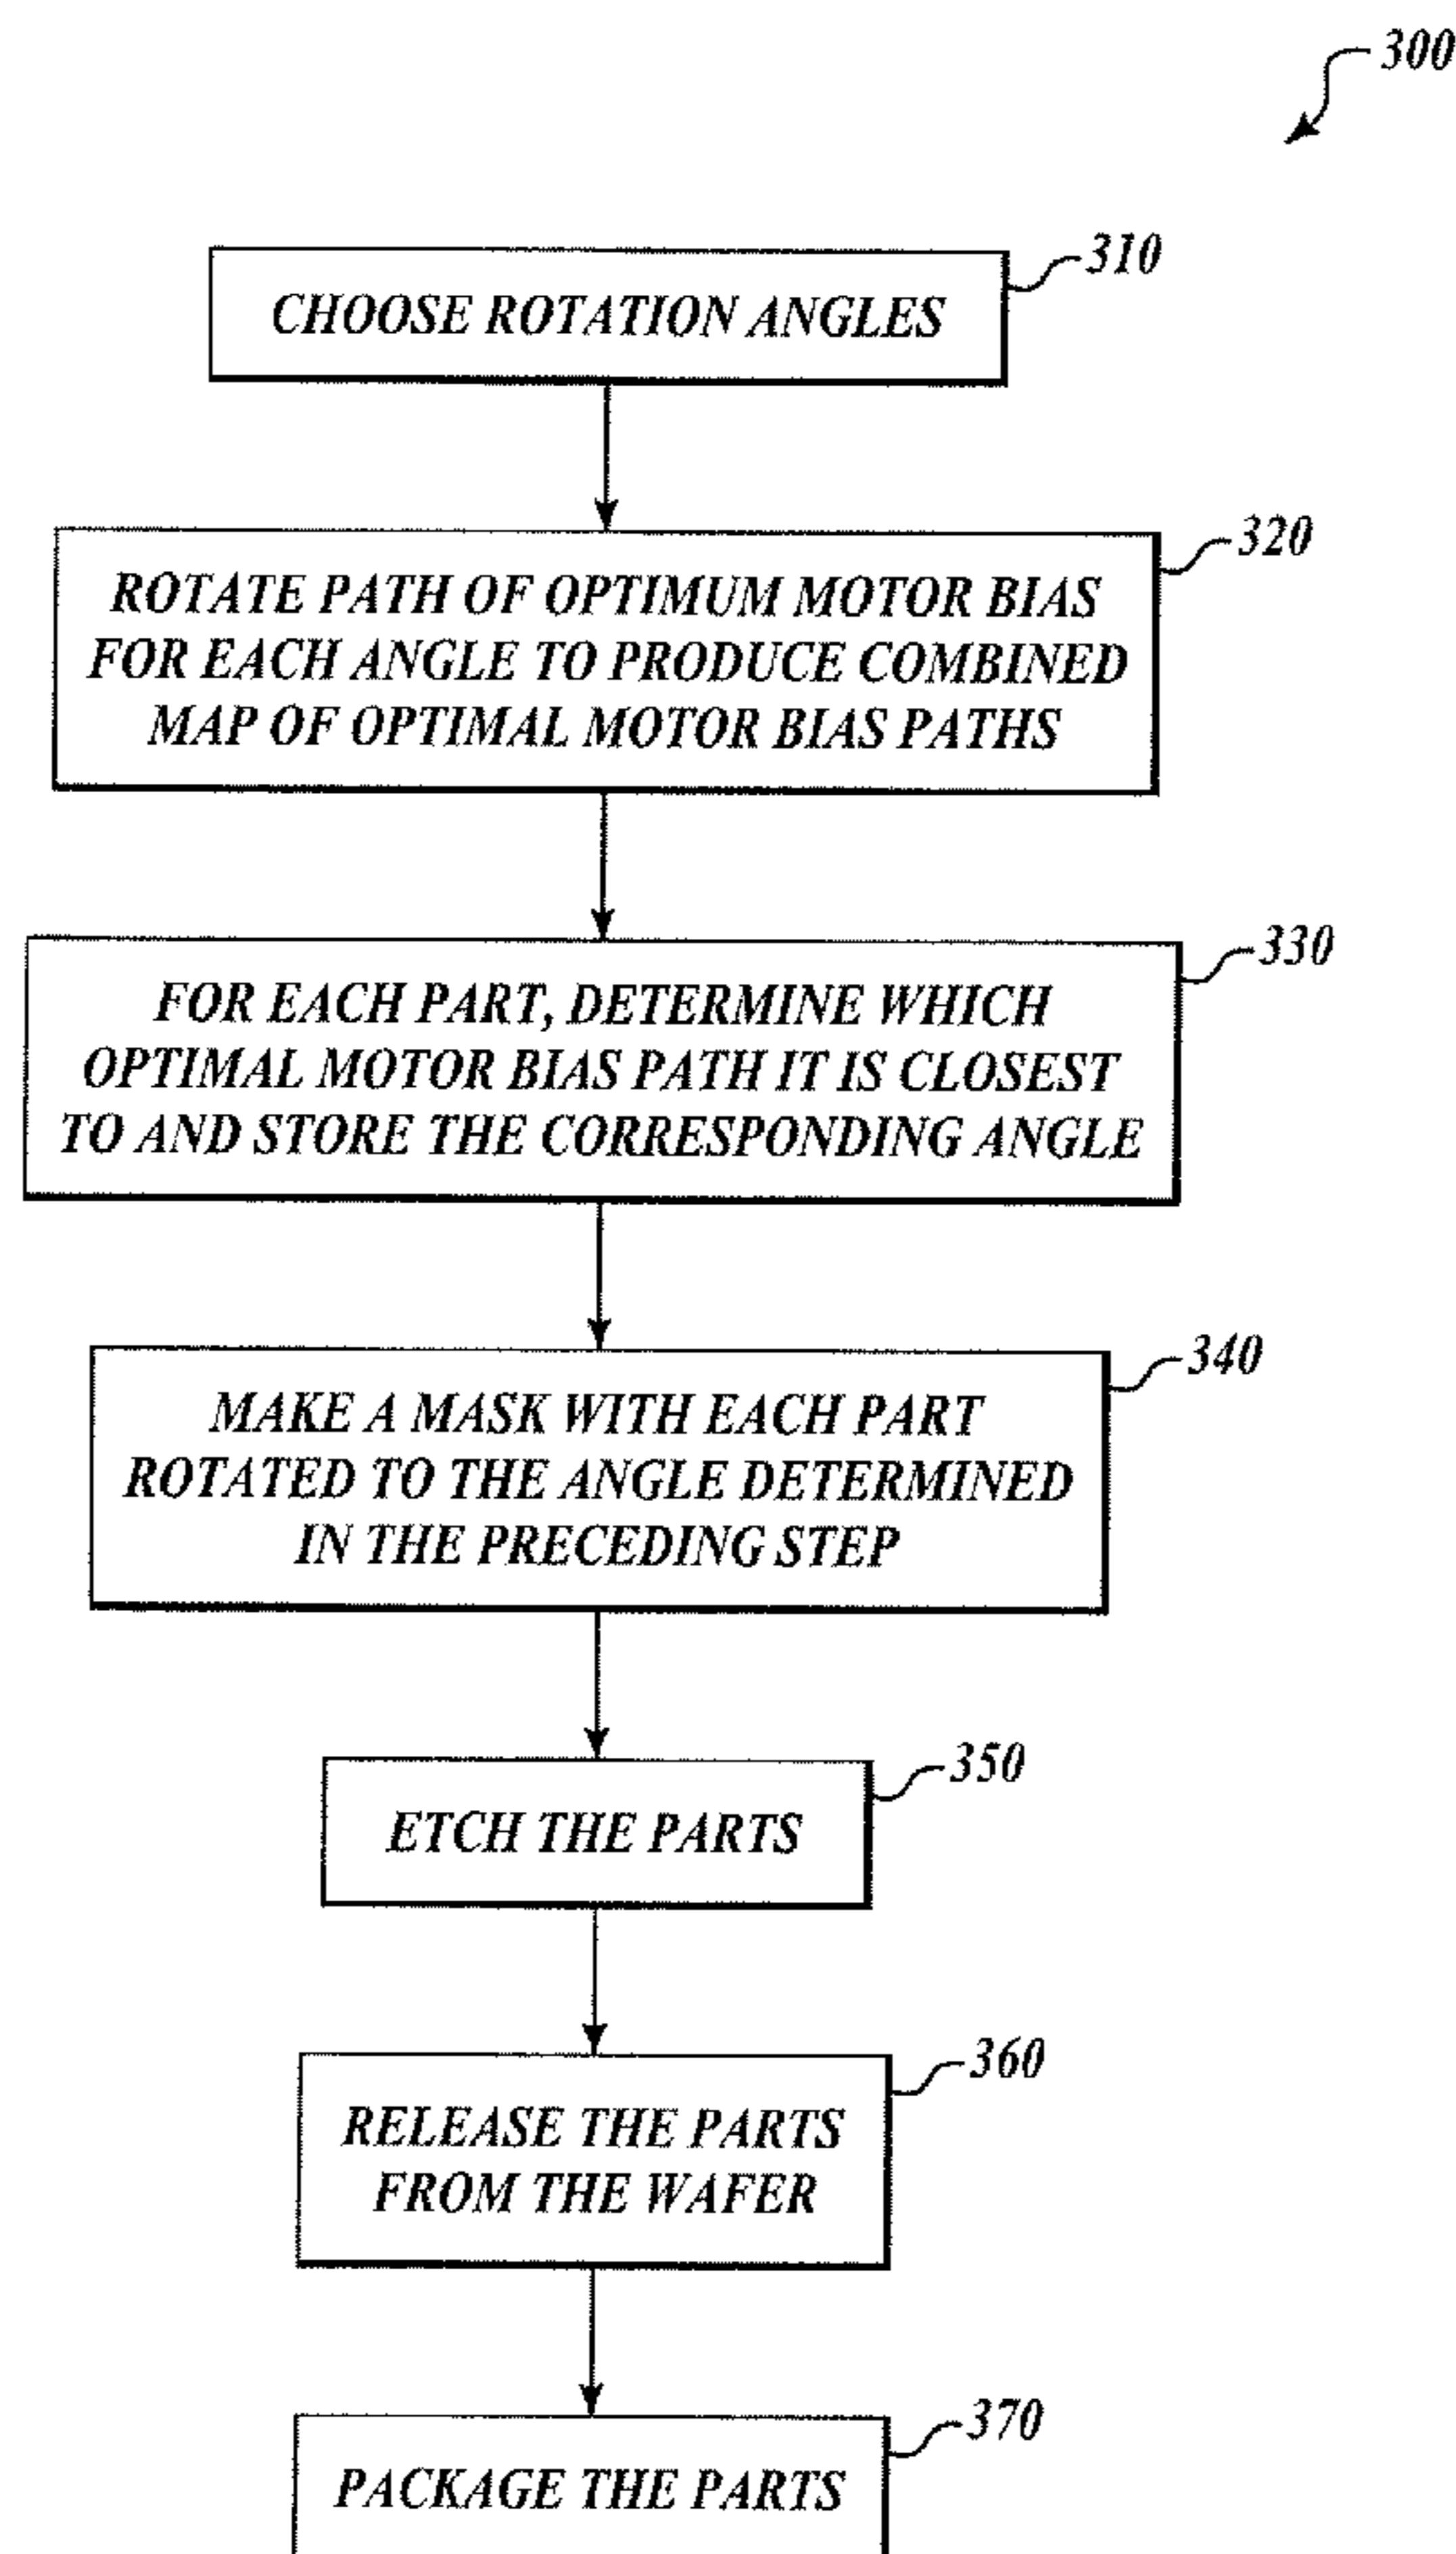 300
310
CHOOSE ROTATION ANGLES
320
ROTATE PATH OF OPTIMUM MOTOR BIAS
FOR EACH ANGLE TO PRODUCE COMBINED
MAP OF OPTIMAL MOTOR BIAS PATHS
330
FOR EACH PART, DETERMINE WHICH
OPTIMAL MOTOR BIAS PATH IT IS CLOSEST
TO AND STORE THE CORRESPONDING ANGLE
340
MAKE A MASK WITH EACH PART
ROTATED TO THE ANGLE DETERMINED
IN THE PRECEDING STEP
350
ETCH THE PARTS
360
RELEASE THE PARTS
FROM THE WAFER
370
PACKAGE THE PARTS